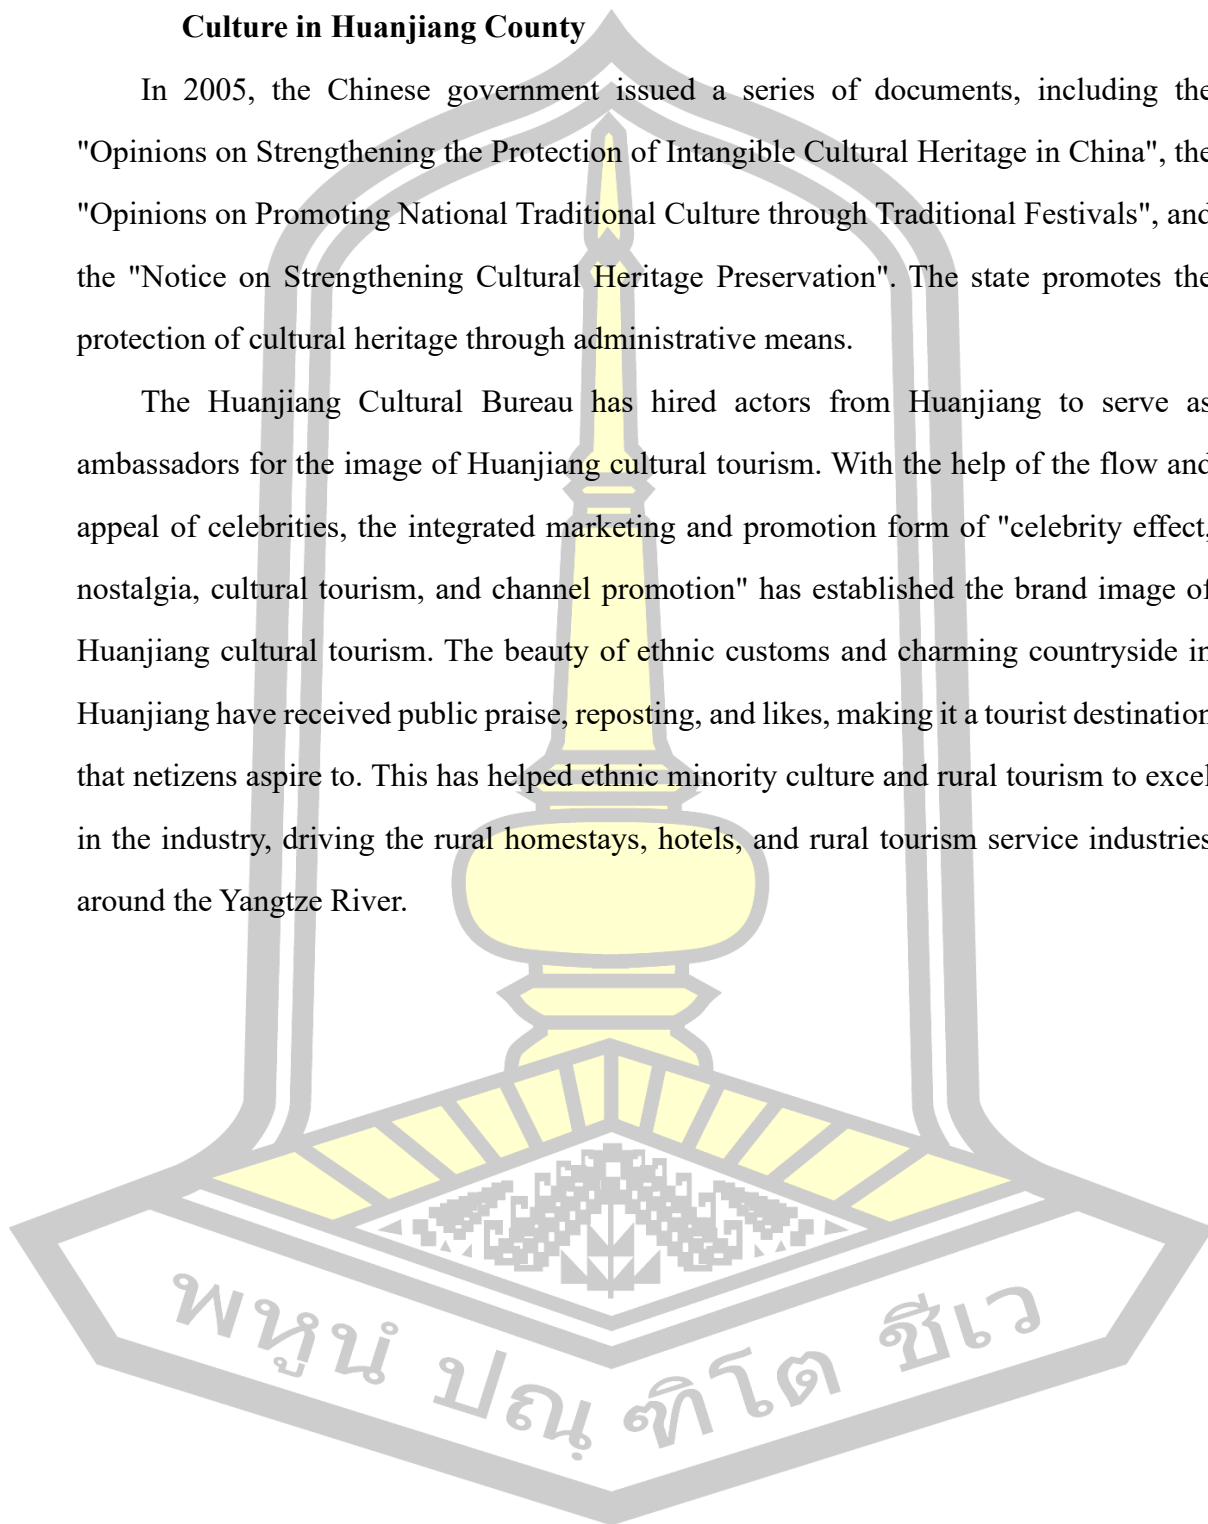 Culture in Huanjiang County
In 2005, the Chinese government issued a series of documents, including the
"Opinions on Strengthening the Protection of Intangible Cultural Heritage in China", the
"Opinions on Promoting National Traditional Culture through Traditional Festivals", and
the "Notice on Strengthening Cultural Heritage Preservation". The state promotes the
protection of cultural heritage through administrative means.
The Huanjiang Cultural Bureau has hired actors from Huanjiang to serve as
ambassadors for the image of Huanjiang cultural tourism. With the help of the flow and
appeal of celebrities, the integrated marketing and promotion form of "celebrity effect,
nostalgia, cultural tourism, and channel promotion" has established the brand image of
Huanjiang cultural tourism. The beauty of ethnic customs and charming countryside in
Huanjiang have received public praise, reposting, and likes, making it a tourist destination
that netizens aspire to. This has helped ethnic minority culture and rural tourism to excel
in the industry, driving the rural homestays, hotels, and rural tourism service industries
around the Yangtze River.
พหูนํ ปณฺ ฑิโต ชีเว